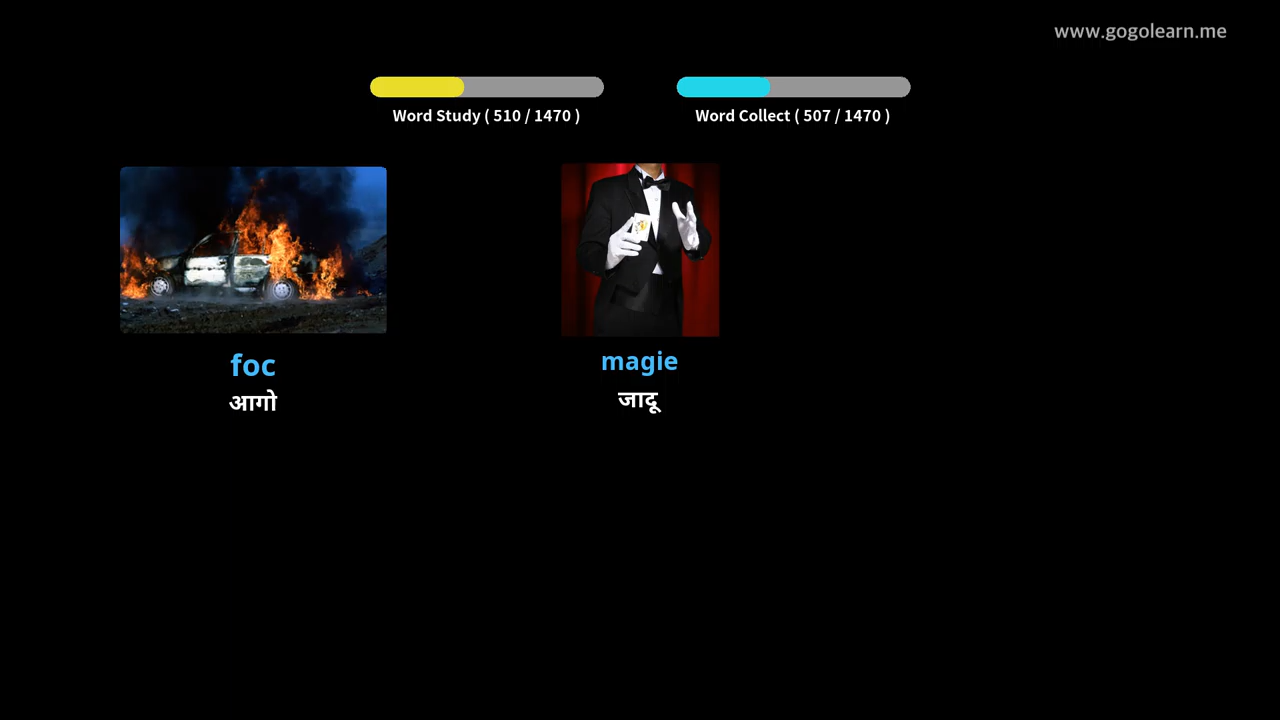 www.gogolearn.me
Word Study ( 510 / 1470 )
Word Collect ( 507 / 1470 )
foc
आगो
magie
जादू